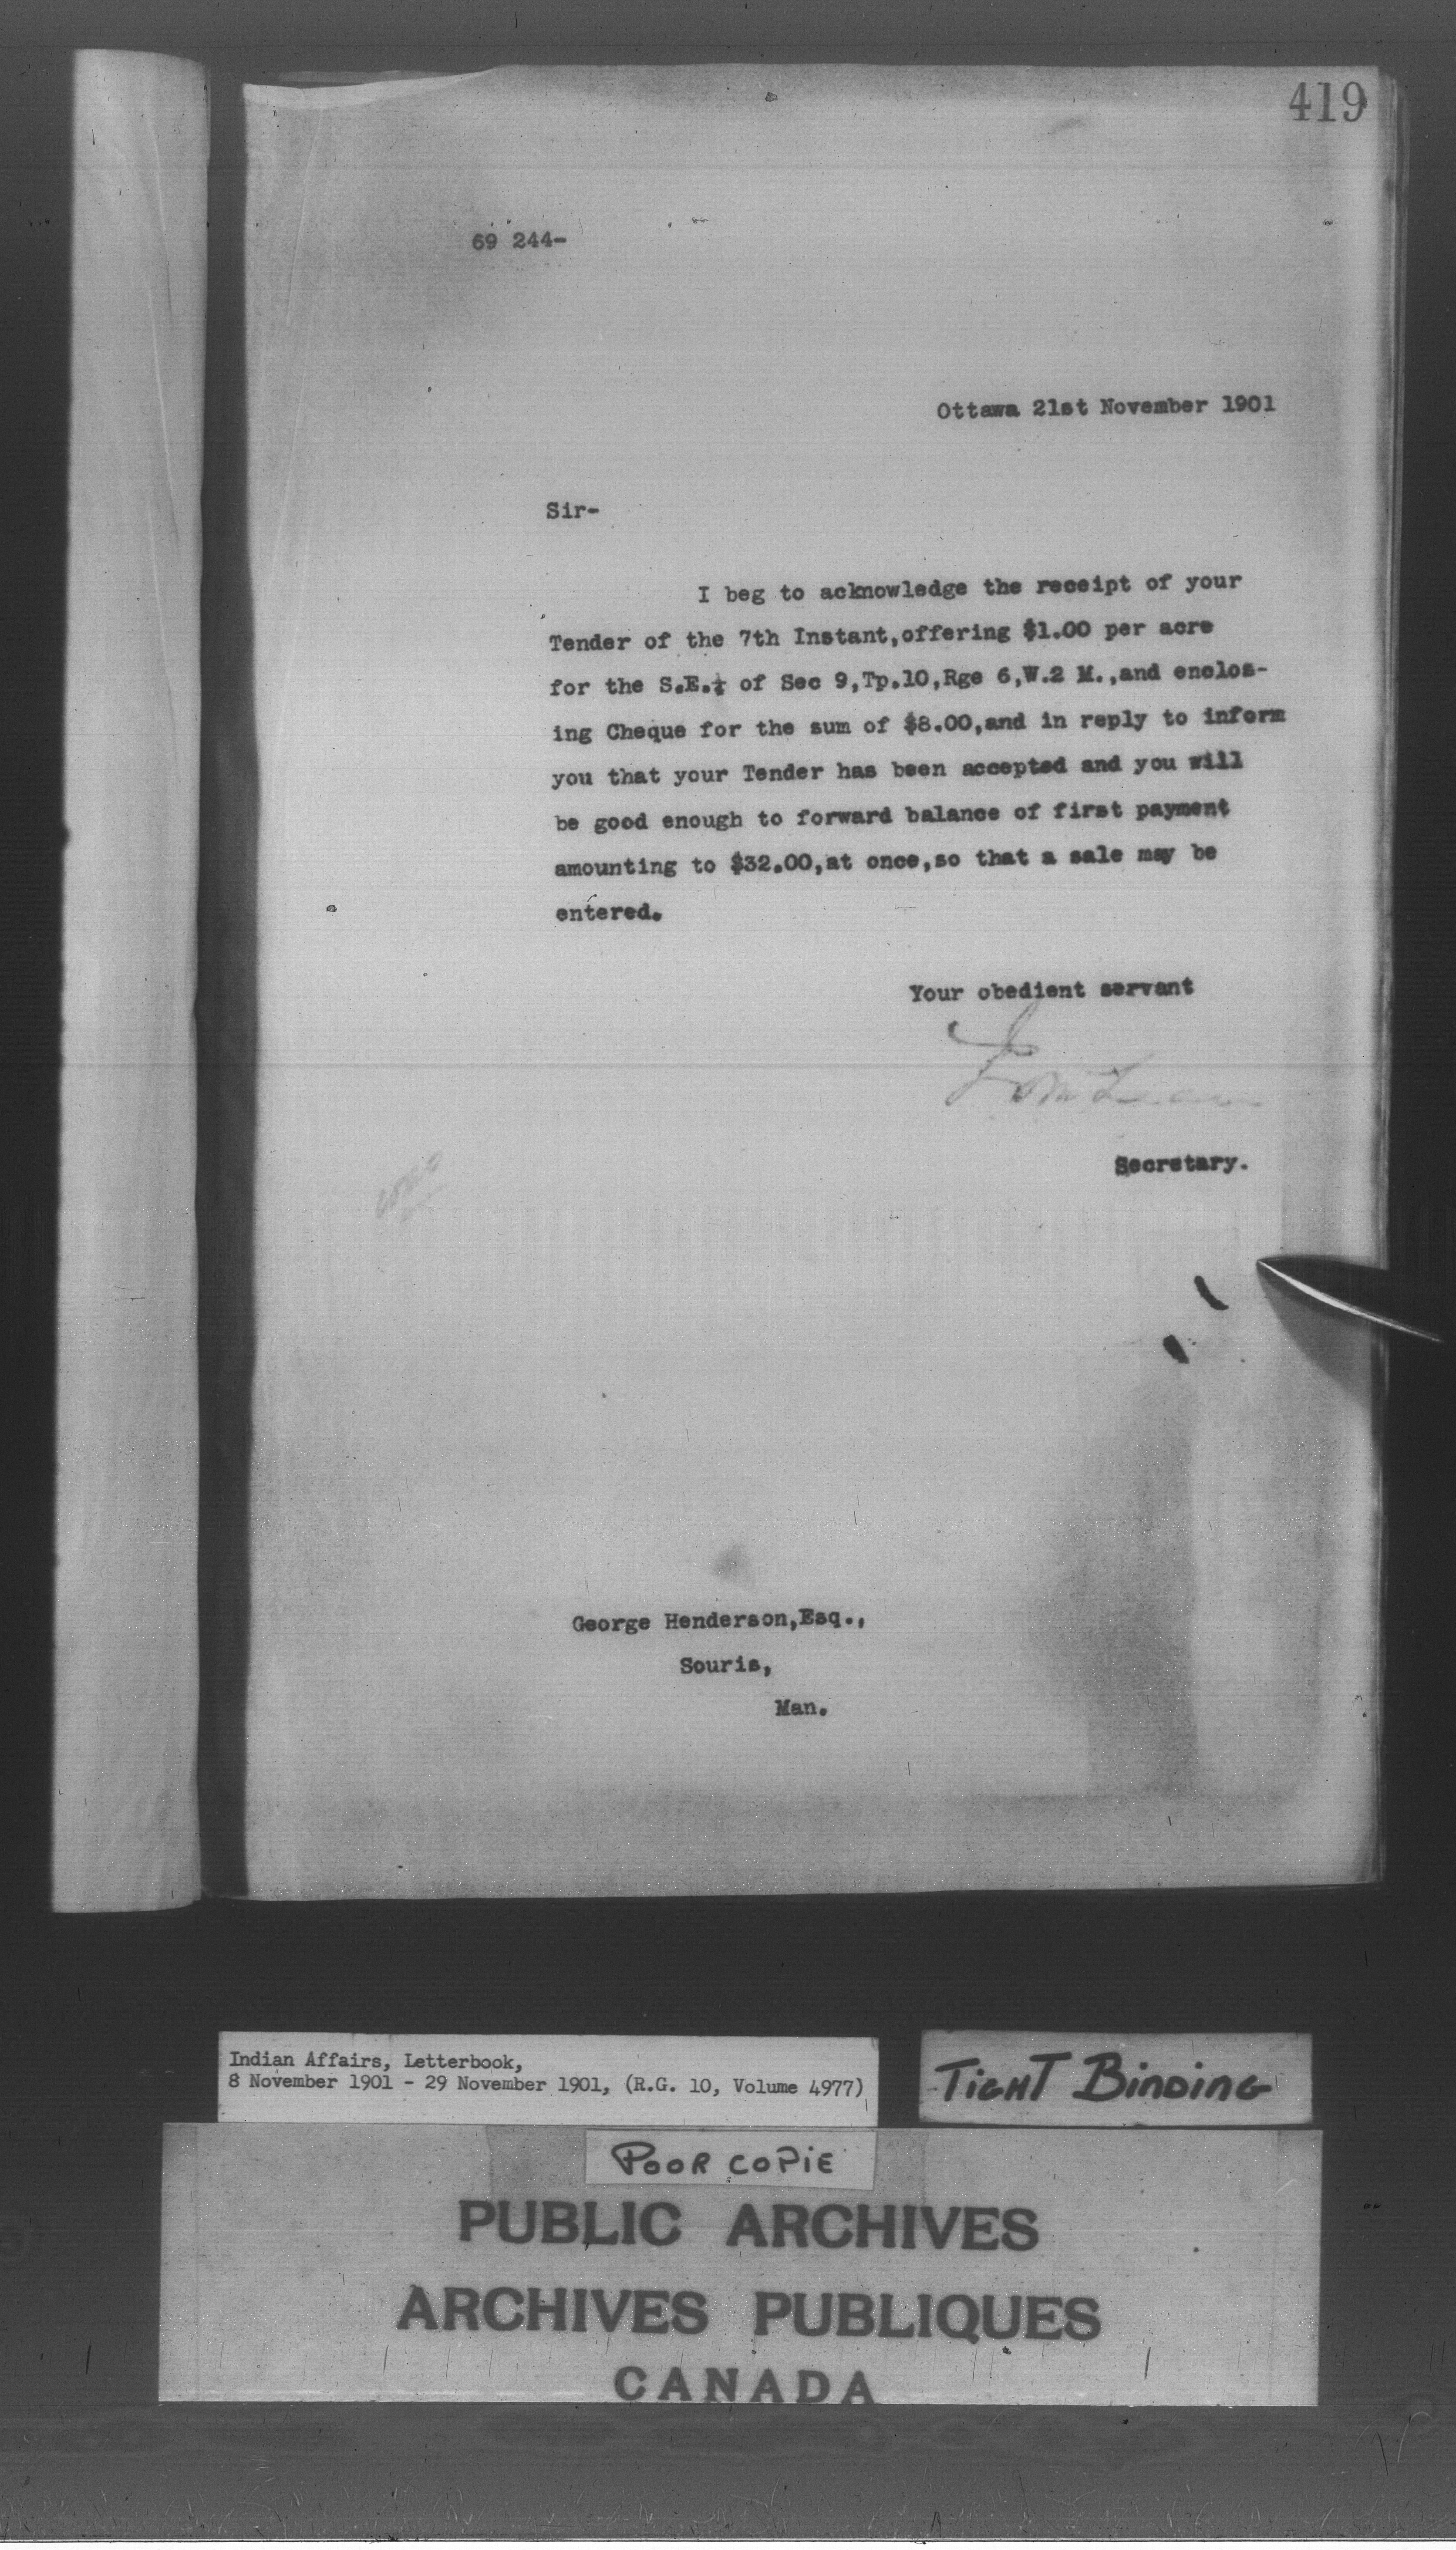 419
69 244-
Ottawa 21st November 1901
Sir-
I beg to acknowledge the receipt of your
Tender of the 7th Instant,offering $1.00 per acre
for the S.E.¼ of Sec 9,Tp.10,Rge 6,W.2 M.,and enclos-
ing Cheque for the sum of $8.00,and in reply to inform
you that your Tender has been accepted and you will
be good enough to forward balance of first payment
amounting to $32.00,at once,so that a sale may be
entered.
Your obedient servant
Secretary.
George Henderson,Esq.,
Souris,
Man.
Indian Affairs, Letterbook,
8 November 1901 - 29 November 1901, (R.G. 10, Volume 4977)
TIGHT BINDING
POOR COPIE
PUBLIC ARCHIVES
ARCHIVES PUBLIQUES
CANADA